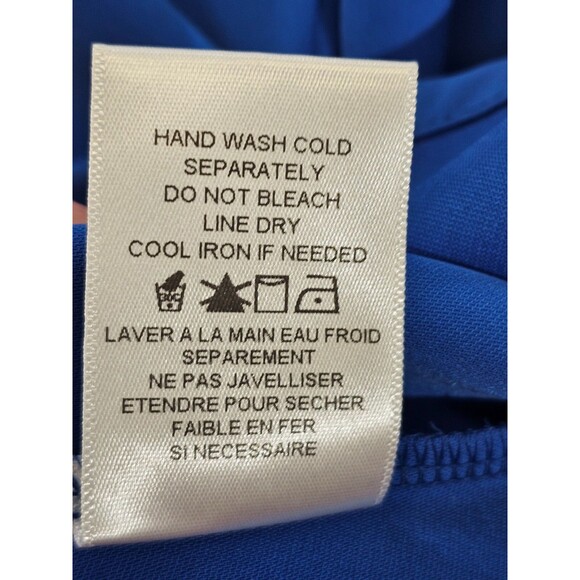 HAND WASH COLD
SEPARATELY
DO NOT BLEACH
LINE DRY
COOL IRON IF NEEDED
30C
LAVER A LA MAIN EAU FROID
SEPAREMENT
NE PAS JAVELLISER
ETENDRE POUR SECHER
FAIBLE EN FER
SI NECESSAIRE